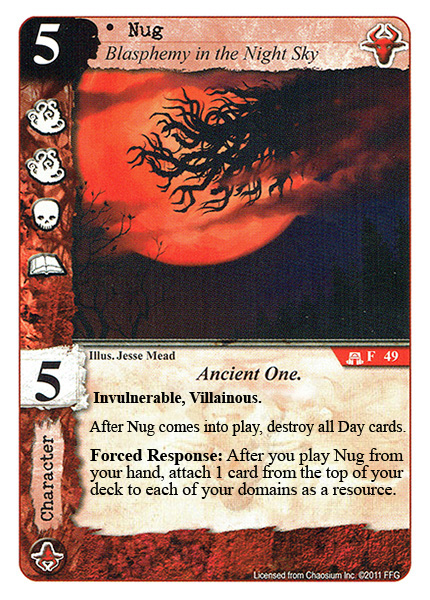 5
• Nug
Blasphemy in the Night Sky
Illus. Jesse Mead
F 49
5
Ancient One.
Invulnerable, Villainous.
After Nug comes into play, destroy all Day cards.
Forced Response: After you play Nug from
your hand, attach 1 card from the top of your
deck to each of your domains as a resource.
Character
Licensed from Chaosium Inc. ©2011 FFG